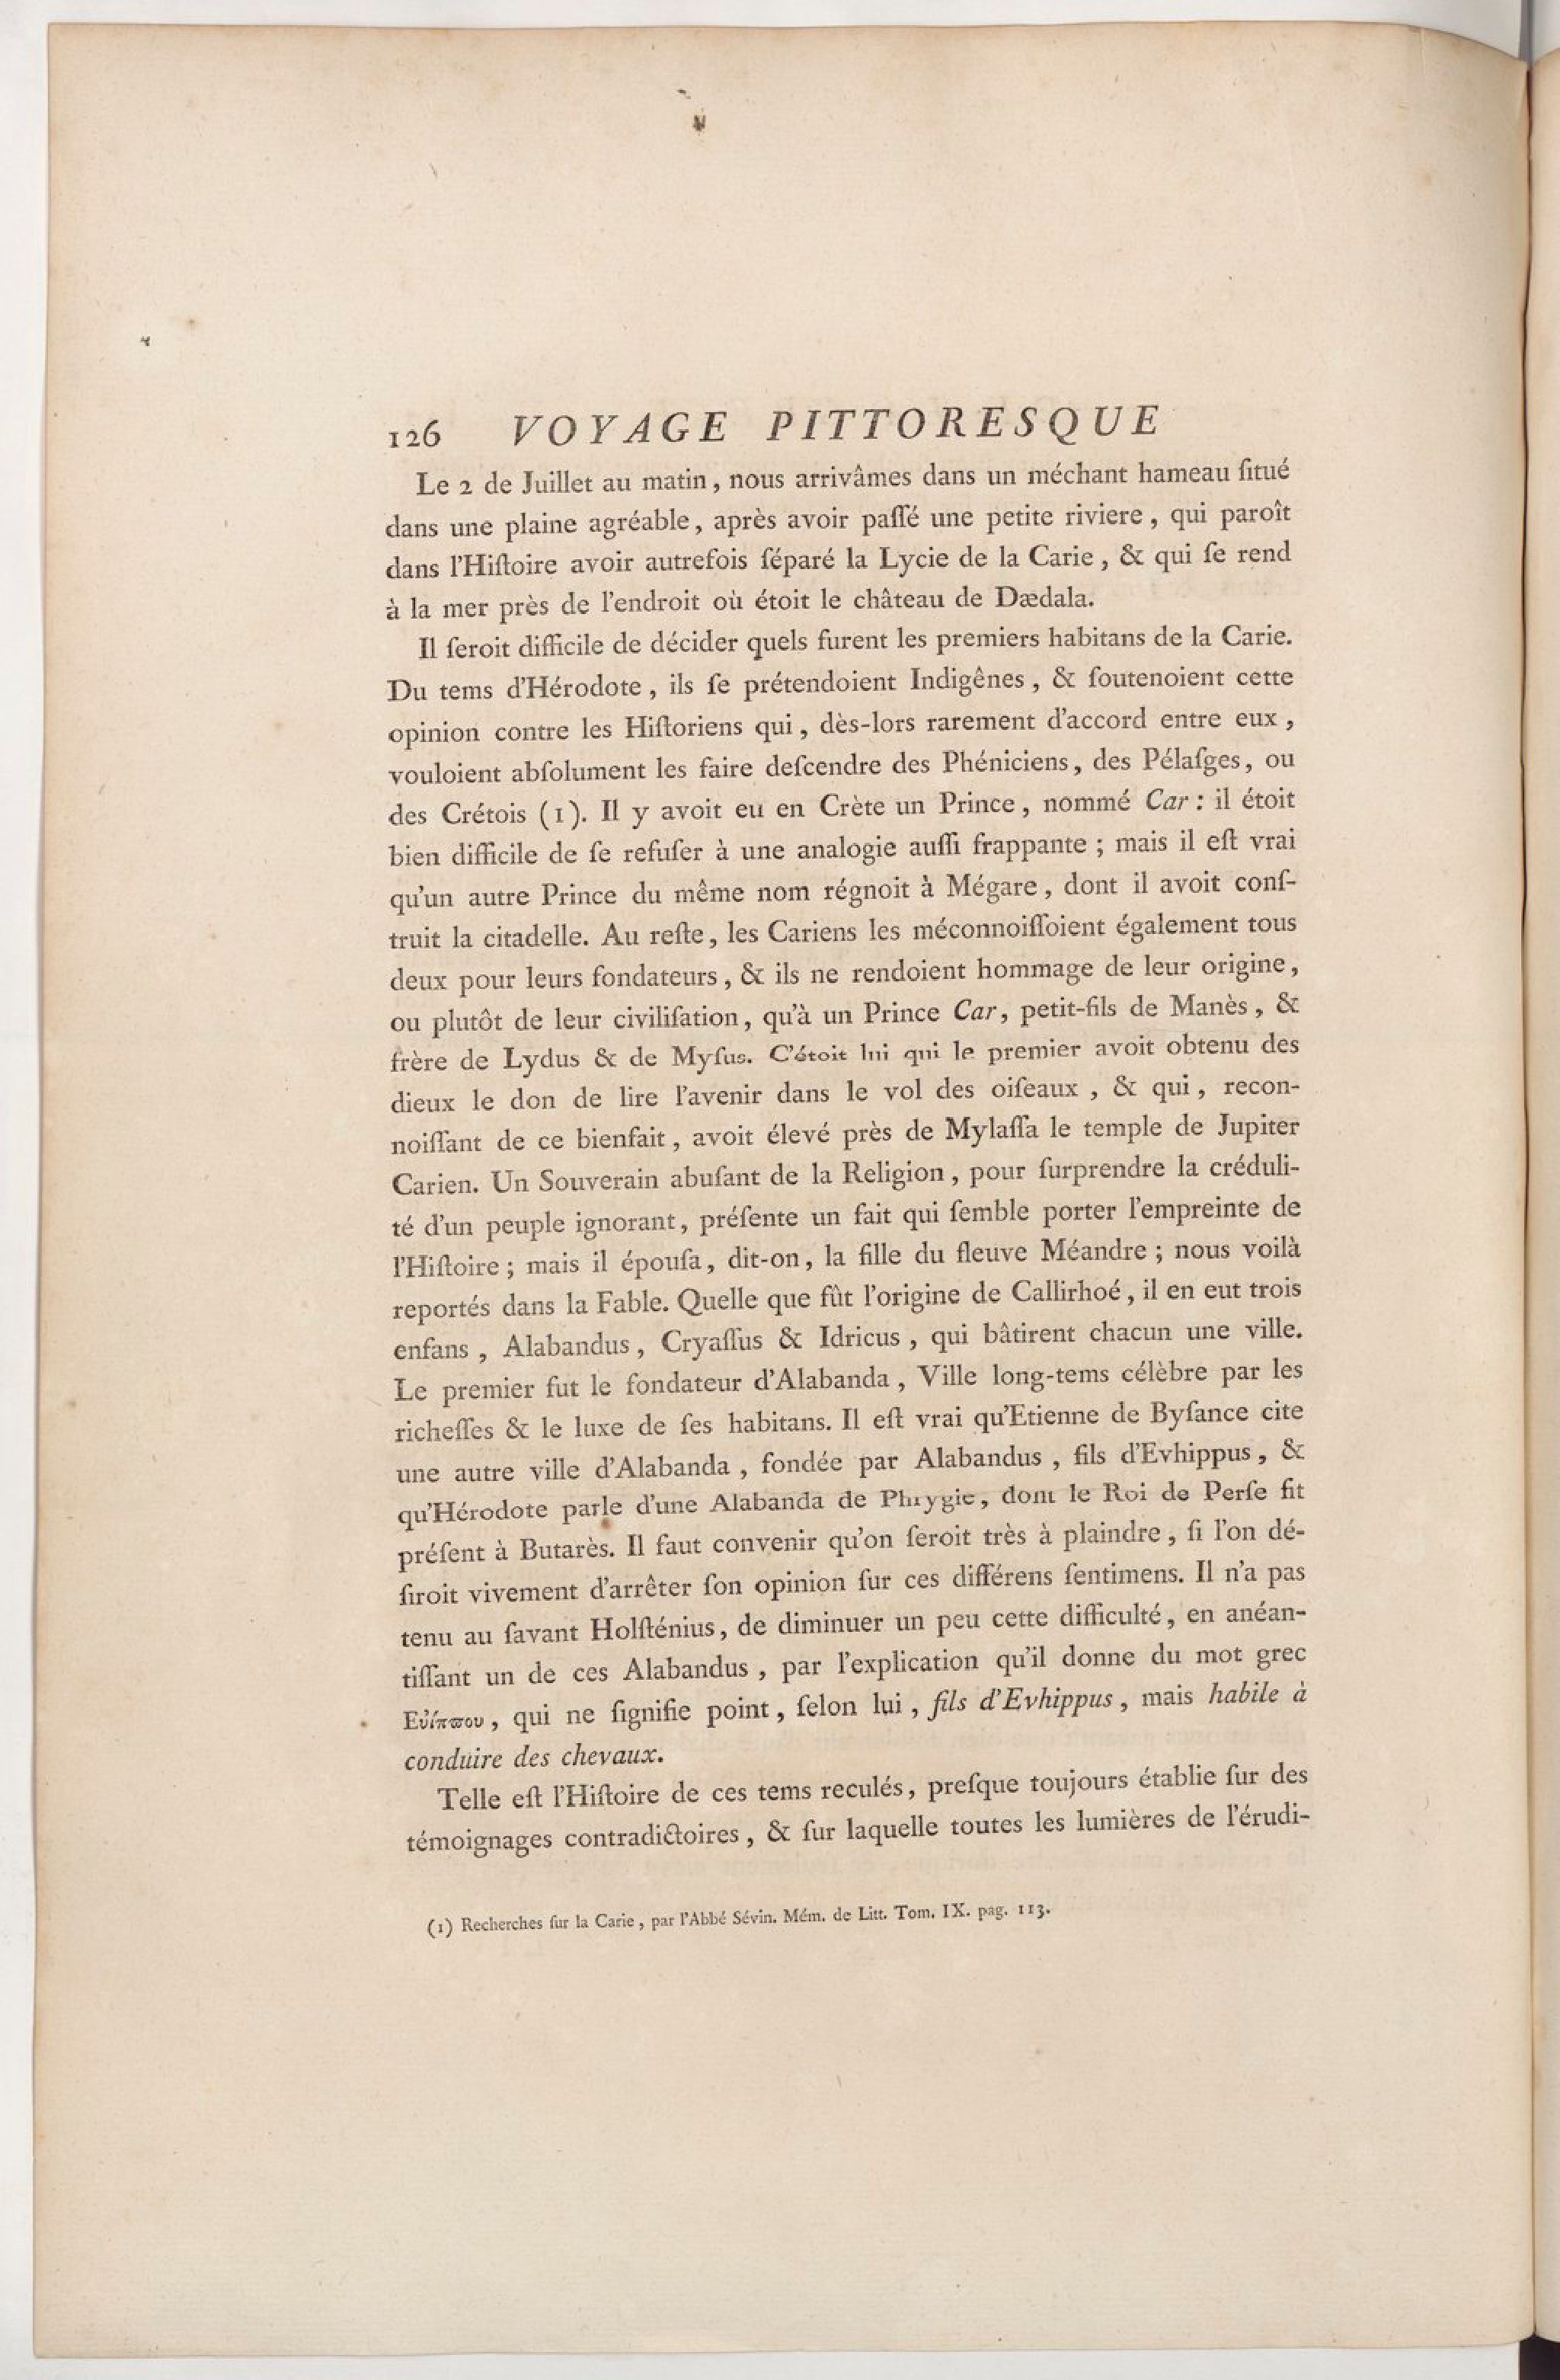 126 VOYAGE PITTORESQUE
Le 2 de Juillet au matin, nous arrivâmes dans un méchant hameau ſitué
dans une plaine agréable, après avoir paſſé une petite riviere, qui paroît
dans l'Hiſtoire avoir autrefois ſéparé la Lycie de la Carie, & qui ſe rend
à la mer près de l'endroit où étoit le château de Dædala.
Il ſeroit difficile de décider quels furent les premiers habitans de la Carie.
Du tems d'Hérodote, ils ſe prétendoient Indigênes, & ſoutenoient cette
opinion contre les Hiſtoriens qui, dès-lors rarement d'accord entre eux,
vouloient abſolument les faire deſcendre des Phéniciens, des Pélaſges, ou
des Crétois (1). Il y avoit eu en Crète un Prince, nommé Car : il étoit
bien difficile de ſe refuſer à une analogie auſſi frappante ; mais il eſt vrai
qu'un autre Prince du même nom régnoit à Mégare, dont il avoit conſ-
truit la citadelle. Au reſte, les Cariens les méconnoiſſoient également tous
deux pour leurs fondateurs, & ils ne rendoient hommage de leur origine,
ou plutôt de leur civiliſation, qu'à un Prince Car, petit-fils de Manès, &
frère de Lydus & de Myſus. C'étoit lui qui le premier avoit obtenu des
dieux le don de lire l'avenir dans le vol des oiſeaux, & qui, recon-
noiſſant de ce bienfait, avoit élevé près de Mylaſſa le temple de Jupiter
Carien. Un Souverain abuſant de la Religion, pour ſurprendre la créduli-
té d'un peuple ignorant, préſente un fait qui ſemble porter l'empreinte de
l'Hiſtoire ; mais il épouſa, dit-on, la fille du fleuve Méandre ; nous voilà
reportés dans la Fable. Quelle que fût l'origine de Callirhoé, il en eut trois
enfans, Alabandus, Cryaſſus & Idricus, qui bâtirent chacun une ville.
Le premier fut le fondateur d'Alabanda, Ville long-tems célèbre par les
richeſſes & le luxe de ſes habitans. Il eſt vrai qu'Etienne de Byſance cite
une autre ville d'Alabanda, fondée par Alabandus, fils d'Evhippus, &
qu'Hérodote parle d'une Alabanda de Phrygie, dont le Roi de Perſe fit
préſent à Butarès. Il faut convenir qu'on ſeroit très à plaindre, ſi l'on dé-
ſiroit vivement d'arrêter ſon opinion ſur ces différens ſentimens. Il n'a pas
tenu au ſavant Holſténius, de diminuer un peu cette difficulté, en anéan-
tiſſant un de ces Alabandus, par l'explication qu'il donne du mot grec
Εὐίπϖου, qui ne ſignifie point, ſelon lui, fils d'Evhippus, mais habile à
conduire des chevaux.
Telle eſt l'Hiſtoire de ces tems reculés, preſque toujours établie ſur des
témoignages contradictoires, & ſur laquelle toutes les lumières de l'érudi-
(1) Recherches ſur la Carie, par l'Abbé Sévin. Mém. de Litt. Tom. IX. pag. 113.